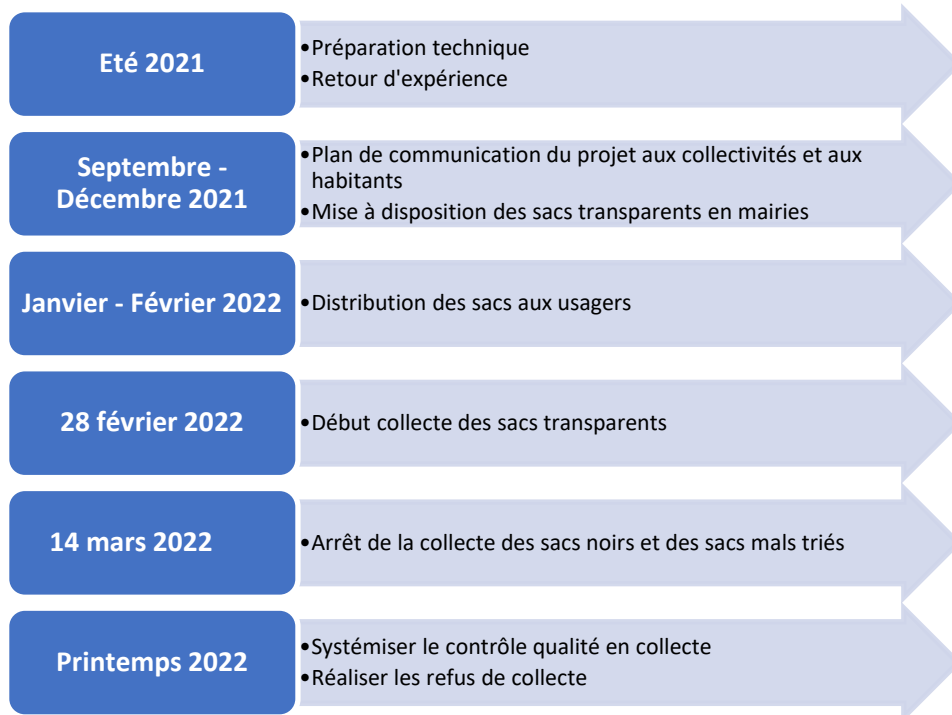 Eté 2021
•Préparation technique
•Retour d'expérience
Septembre -
Décembre 2021
•Plan de communication du projet aux collectivités et aux
habitants
•Mise à disposition des sacs transparents en mairies
Janvier - Février 2022
•Distribution des sacs aux usagers
28 février 2022
•Début collecte des sacs transparents
14 mars 2022
•Arrêt de la collecte des sacs noirs et des sacs mals triés
Printemps 2022
•Systémiser le contrôle qualité en collecte
•Réaliser les refus de collecte